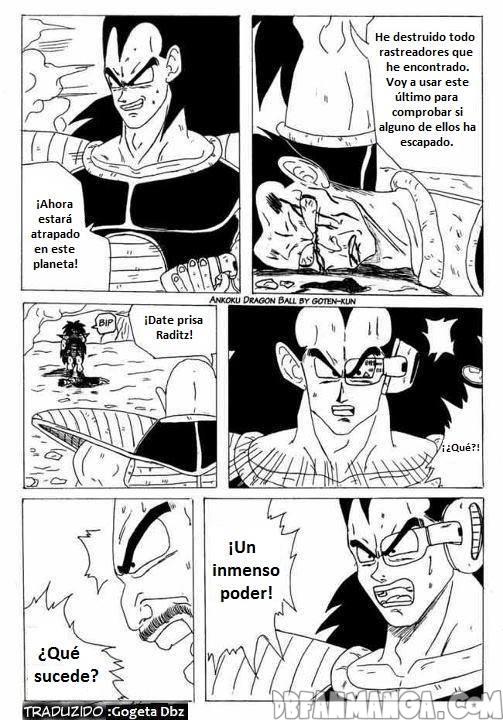 He destruido todo
rastreadores que
he encontrado.
Voy a usar este
último para
comprobar si
alguno de ellos ha
escapado.
¡Ahora
estará
atrapado
en este
planeta!
Ankoku Dragon Ball by Goten-kun
BIP
¡Date prisa
Raditz!
¡¿Qué?!
¡Un
inmenso
poder!
¿Qué
sucede?
TRADUZIDO :Gogeta Dbz
DBFANMANGA.COM